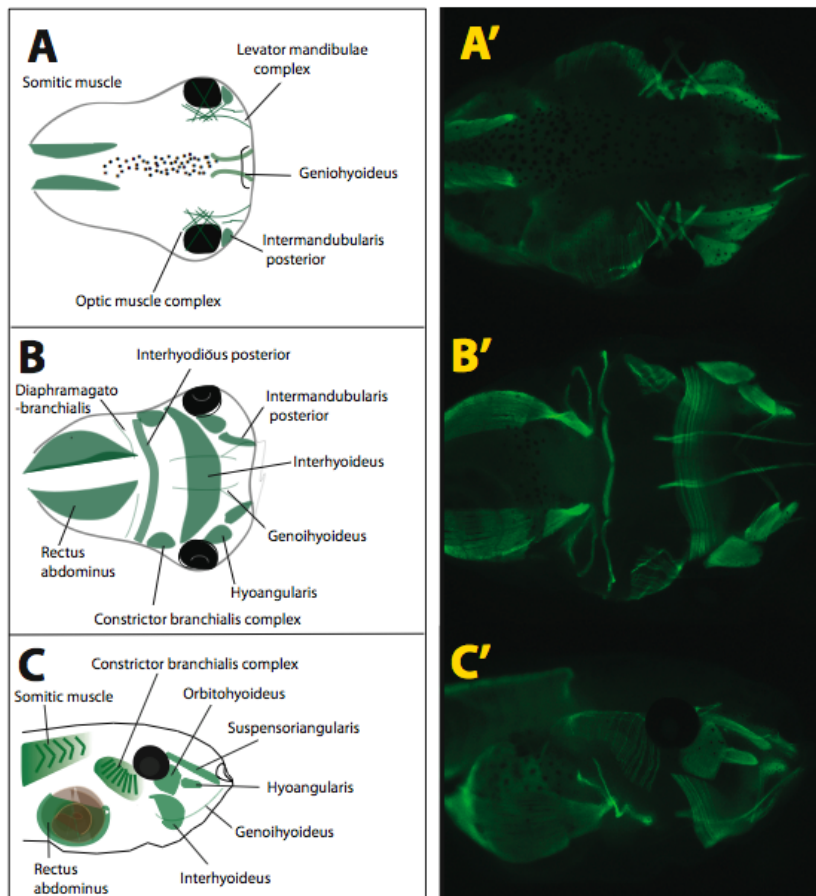 A
Somitic muscle
Levator mandibulae
complex
Geniohyoideus
Intermandubularis
posterior
Optic muscle complex
B
Interhyodious posterior
Diaphramagato
-branchialis
Intermandubularis
posterior
Interhyoideus
Genoihyoideus
Rectus
abdominus
Hyoangularis
Constrictor branchialis complex
C
Constrictor branchialis complex
Somitic muscle
Orbitohyoideus
Suspensoriangularis
Hyoangularis
Genoihyoideus
Rectus
abdominus
Interhyoideus
A'
B'
C'